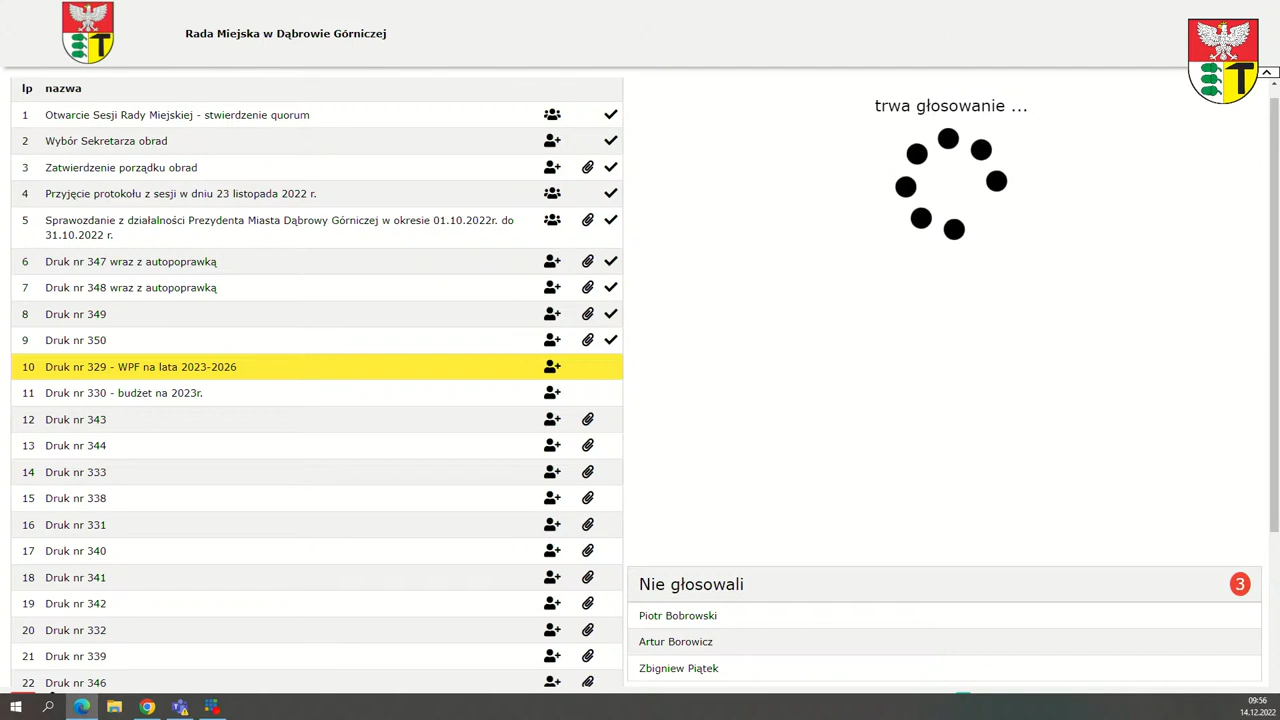 Rada Miejska w Dąbrowie Górniczej
lp nazwa
1 Otwarcie Sesji Rady Miejskiej - stwierdzenie quorum
2 Wybór Sekretarza obrad
3 Zatwierdzenie porządku obrad
4 Przyjęcie protokołu z sesji w dniu 23 listopada 2022 r.
5 Sprawozdanie z działalności Prezydenta Miasta Dąbrowy Górniczej w okresie 01.10.2022r. do
31.10.2022 r.
6 Druk nr 347 wraz z autopoprawką
7 Druk nr 348 wraz z autopoprawką
8 Druk nr 349
9 Druk nr 350
10 Druk nr 329 - WPF na lata 2023-2026
11 Druk nr 330 - budżet na 2023r.
12 Druk nr 343
13 Druk nr 344
14 Druk nr 333
15 Druk nr 338
16 Druk nr 331
17 Druk nr 340
18 Druk nr 341
19 Druk nr 342
20 Druk nr 332
21 Druk nr 339
22 Druk nr 346
trwa głosowanie ...
Nie głosowali 3
Piotr Bobrowski
Artur Borowicz
Zbigniew Piątek
09:56
14.12.2022